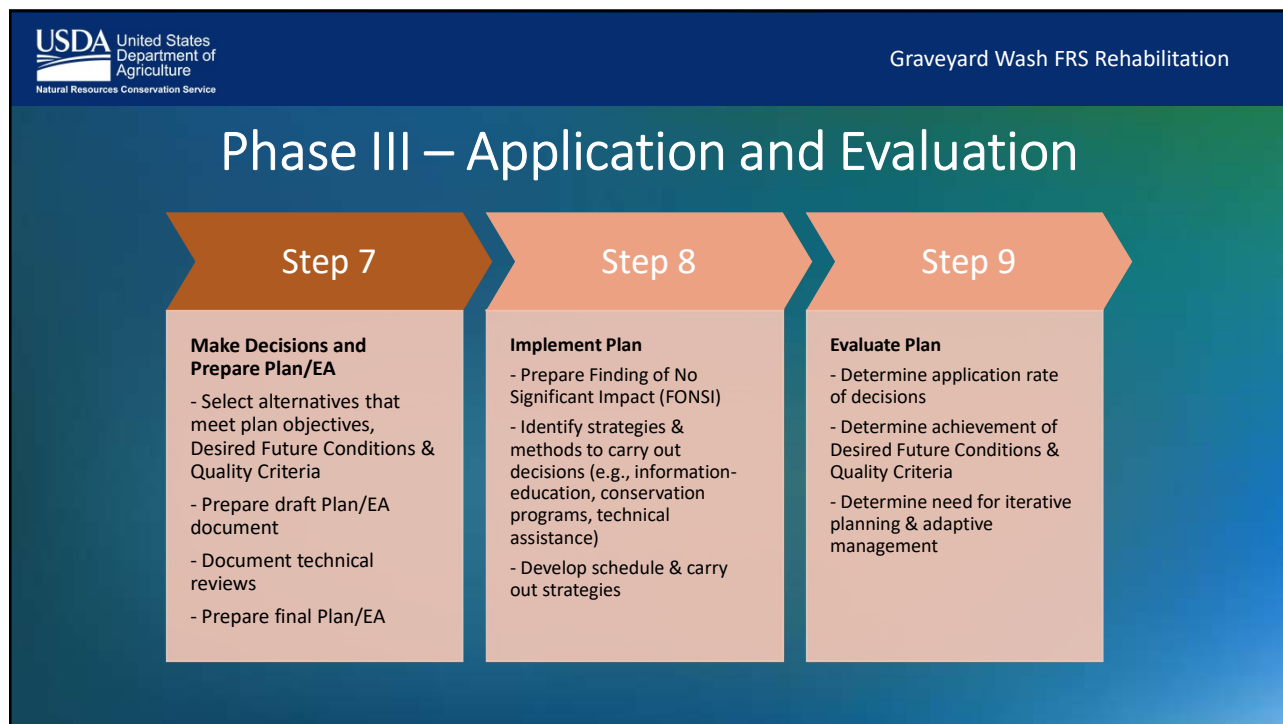 USDA United States
Department of
Agriculture
Natural Resources Conservation Service
Graveyard Wash FRS Rehabilitation
Phase III – Application and Evaluation
Step 7
Make Decisions and
Prepare Plan/EA
- Select alternatives that
meet plan objectives,
Desired Future Conditions &
Quality Criteria
- Prepare draft Plan/EA
document
- Document technical
reviews
- Prepare final Plan/EA
Step 8
Implement Plan
- Prepare Finding of No
Significant Impact (FONSI)
- Identify strategies &
methods to carry out
decisions (e.g., information-
education, conservation
programs, technical
assistance)
- Develop schedule & carry
out strategies
Step 9
Evaluate Plan
- Determine application rate
of decisions
- Determine achievement of
Desired Future Conditions &
Quality Criteria
- Determine need for iterative
planning & adaptive
management